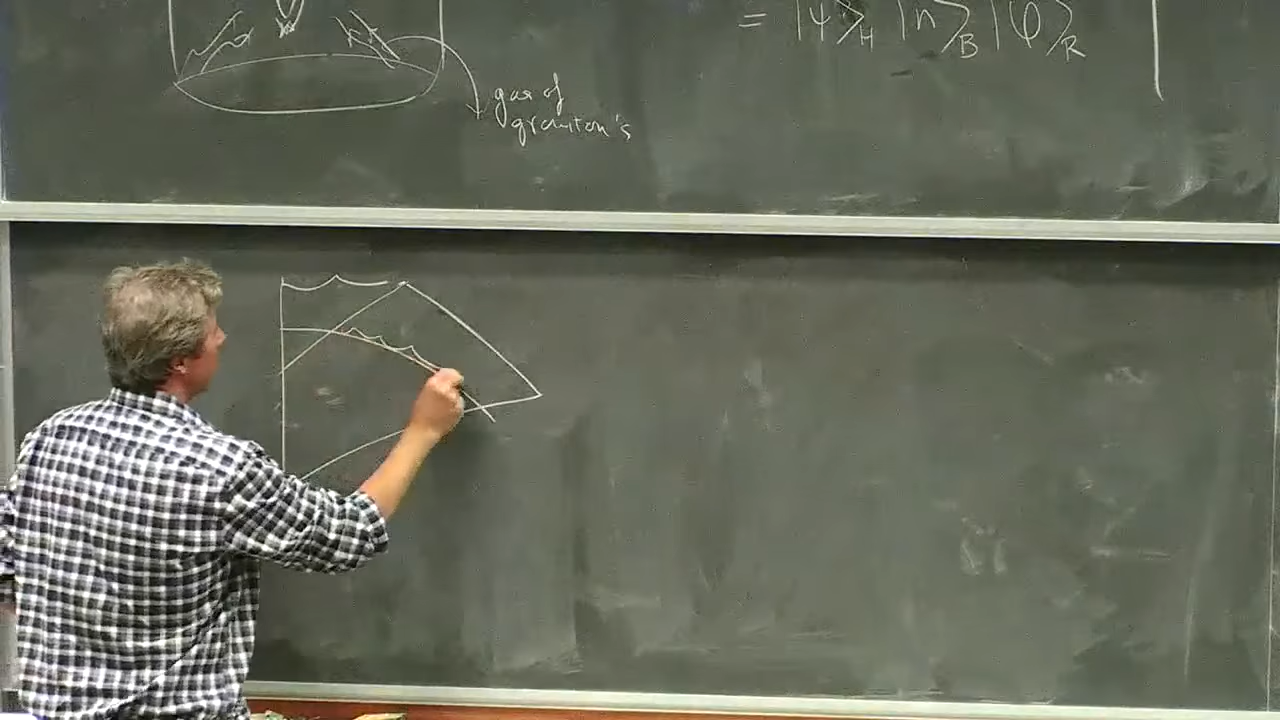 = |ψ>_H |n>_B |φ>_R
gas of
graviton's